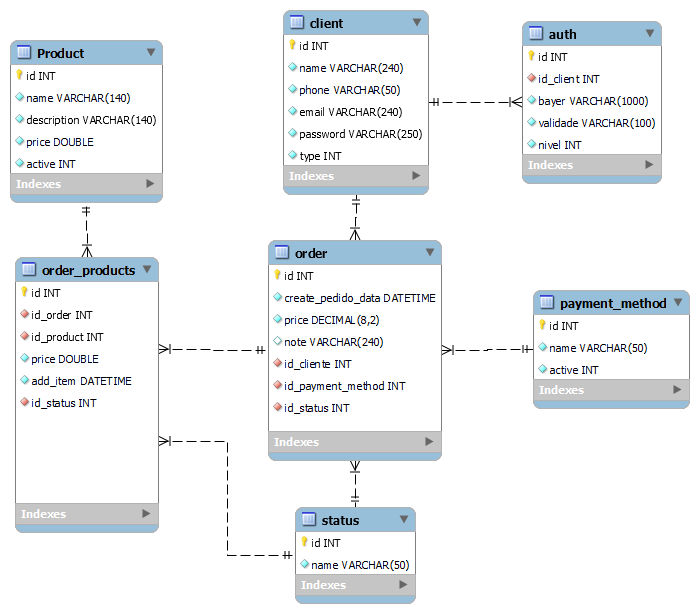 Product
id INT
name VARCHAR(140)
description VARCHAR(140)
price DOUBLE
active INT
Indexes
client
id INT
name VARCHAR(240)
phone VARCHAR(50)
email VARCHAR(240)
password VARCHAR(250)
type INT
Indexes
auth
id INT
id_client INT
bayer VARCHAR(1000)
validade VARCHAR(100)
nivel INT
Indexes
order_products
id INT
id_order INT
id_product INT
price DOUBLE
add_item DATETIME
id_status INT
Indexes
order
id INT
create_pedido_data DATETIME
price DECIMAL(8,2)
note VARCHAR(240)
id_cliente INT
id_payment_method INT
id_status INT
Indexes
payment_method
id INT
name VARCHAR(50)
active INT
Indexes
status
id INT
name VARCHAR(50)
Indexes